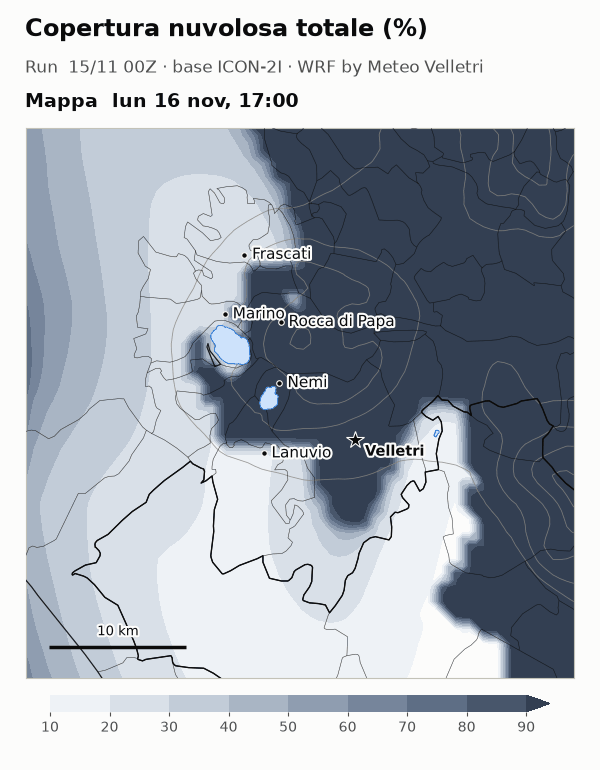 Copertura nuvolosa totale (%)
Run  15/11 00Z · base ICON-2I · WRF by Meteo Velletri
Mappa  lun 16 nov, 17:00
Frascati
Marino
Rocca di Papa
Nemi
Velletri
Lanuvio
10 km
10 20 30 40 50 60 70 80 90